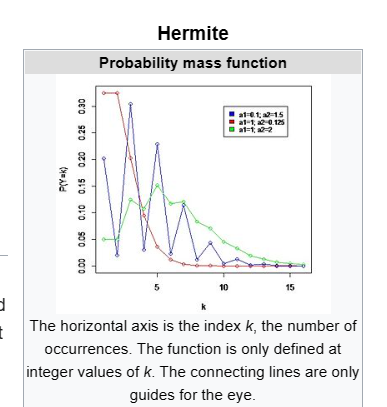 Hermite
Probability mass function
0.30
0.25
0.20
0.15
0.10
0.05
0.00
P(Y=k)
a1=0.1; a2=1.5
a1=1; a2=0.125
a1=1; a2=2
5 10 15
k
d
t
The horizontal axis is the index k, the number of
occurrences. The function is only defined at
integer values of k. The connecting lines are only
guides for the eye.